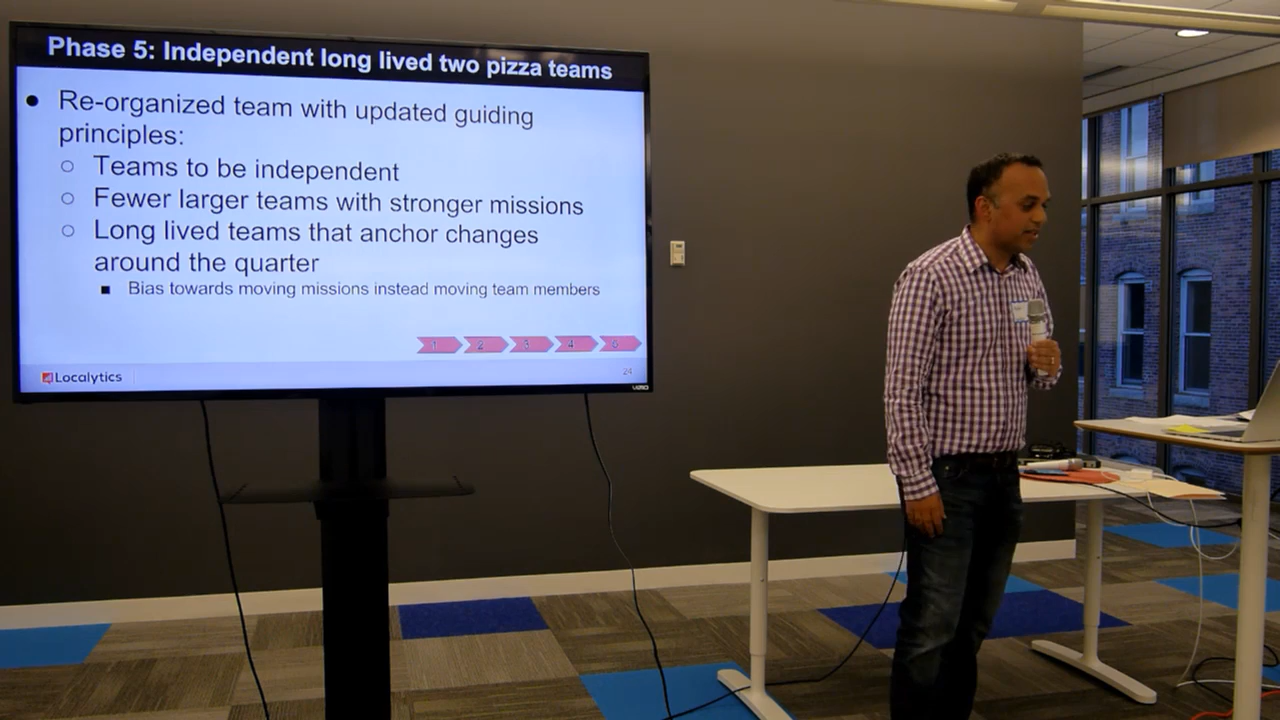 Phase 5: Independent long lived two pizza teams
● Re-organized team with updated guiding
principles:
○ Teams to be independent
○ Fewer larger teams with stronger missions
○ Long lived teams that anchor changes
around the quarter
■ Bias towards moving missions instead moving team members
1 2 3 4 5
Localytics
24
VIZIO